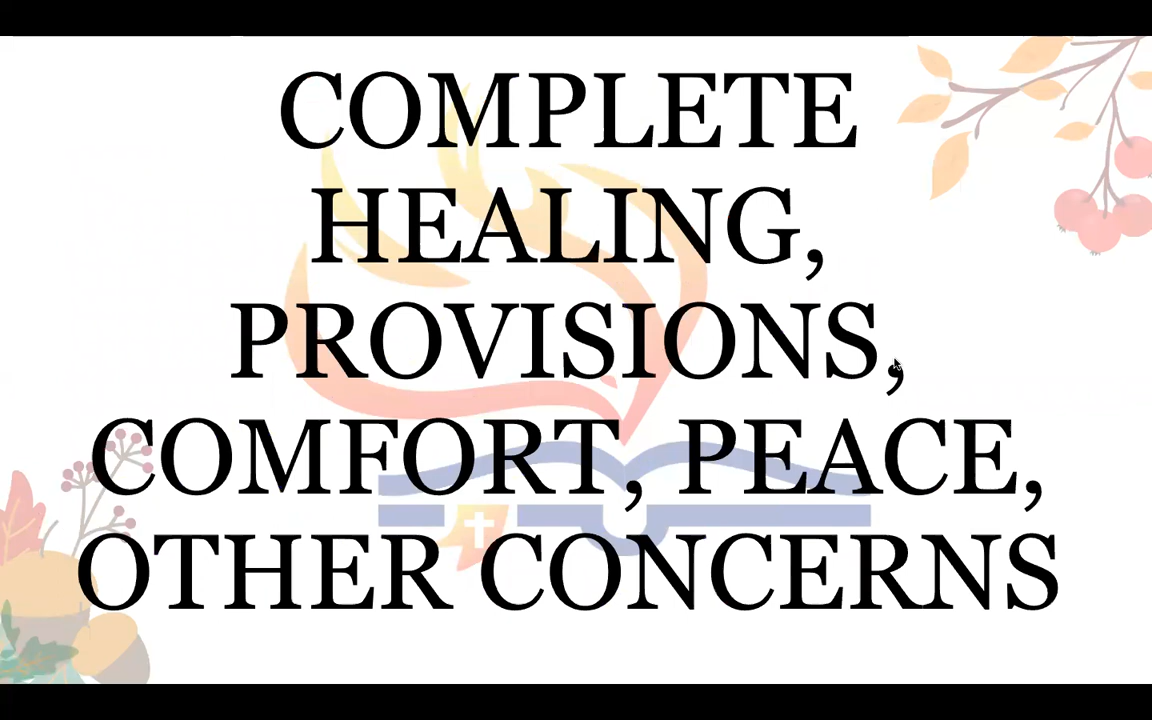 COMPLETE
HEALING,
PROVISIONS,
COMFORT, PEACE,
OTHER CONCERNS